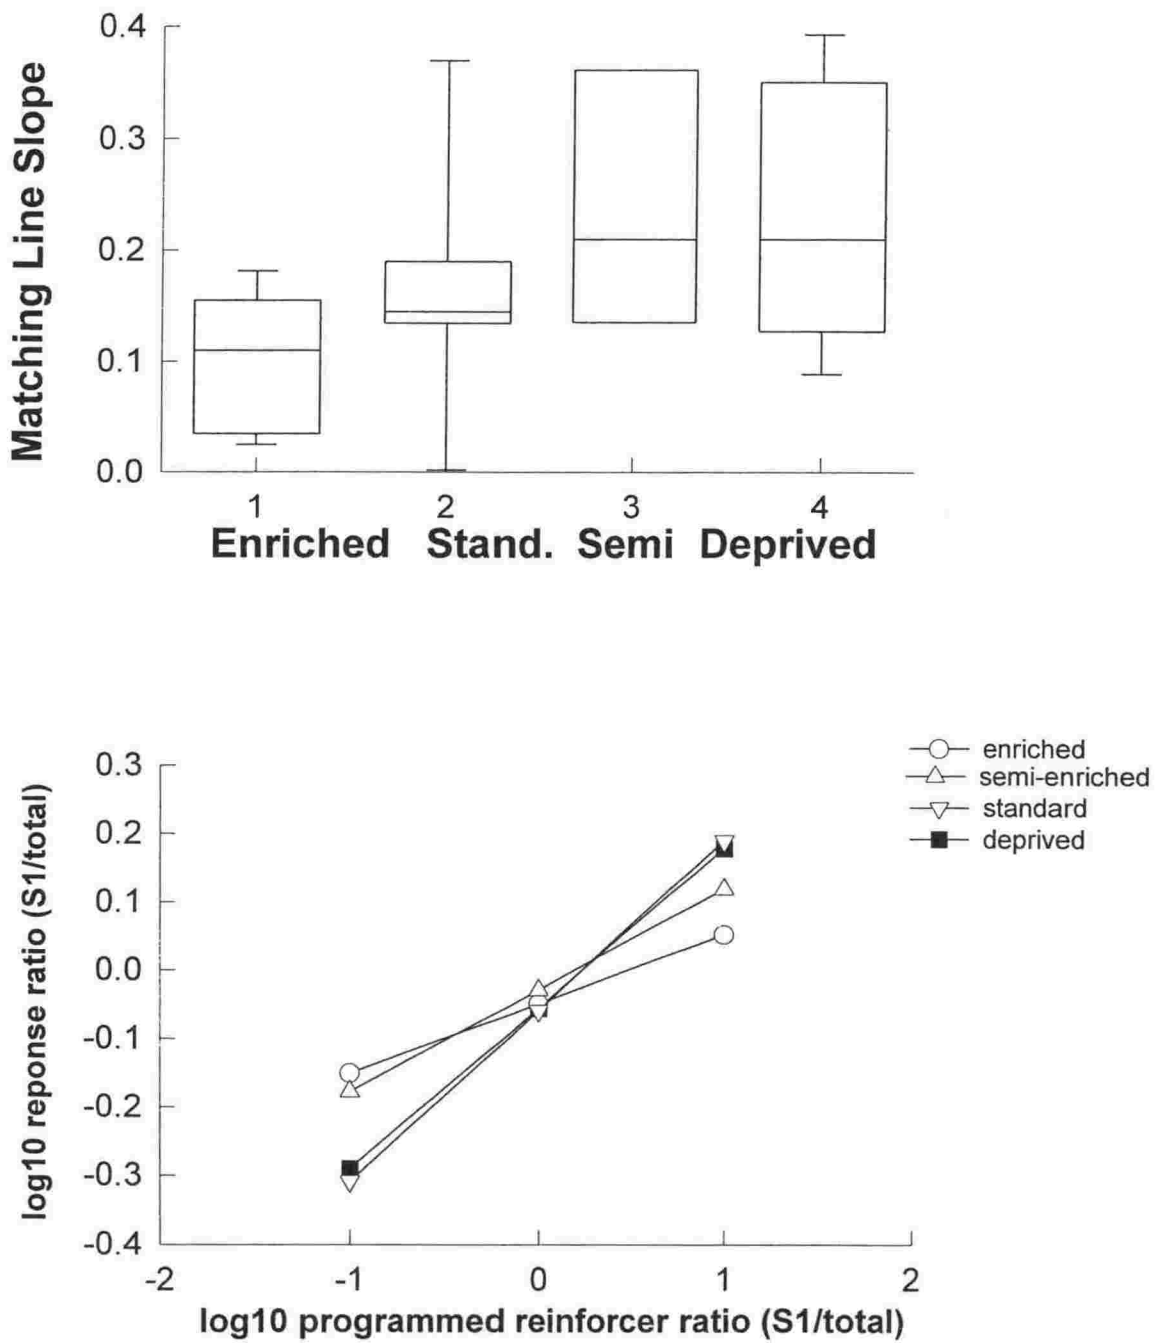 Matching Line Slope
0.4
0.3
0.2
0.1
0.0
1 2 3 4
Enriched Stand. Semi Deprived
enriched
semi-enriched
standard
deprived
log10 reponse ratio (S1/total)
0.3
0.2
0.1
0.0
-0.1
-0.2
-0.3
-0.4
-2 -1 0 1 2
log10 programmed reinforcer ratio (S1/total)